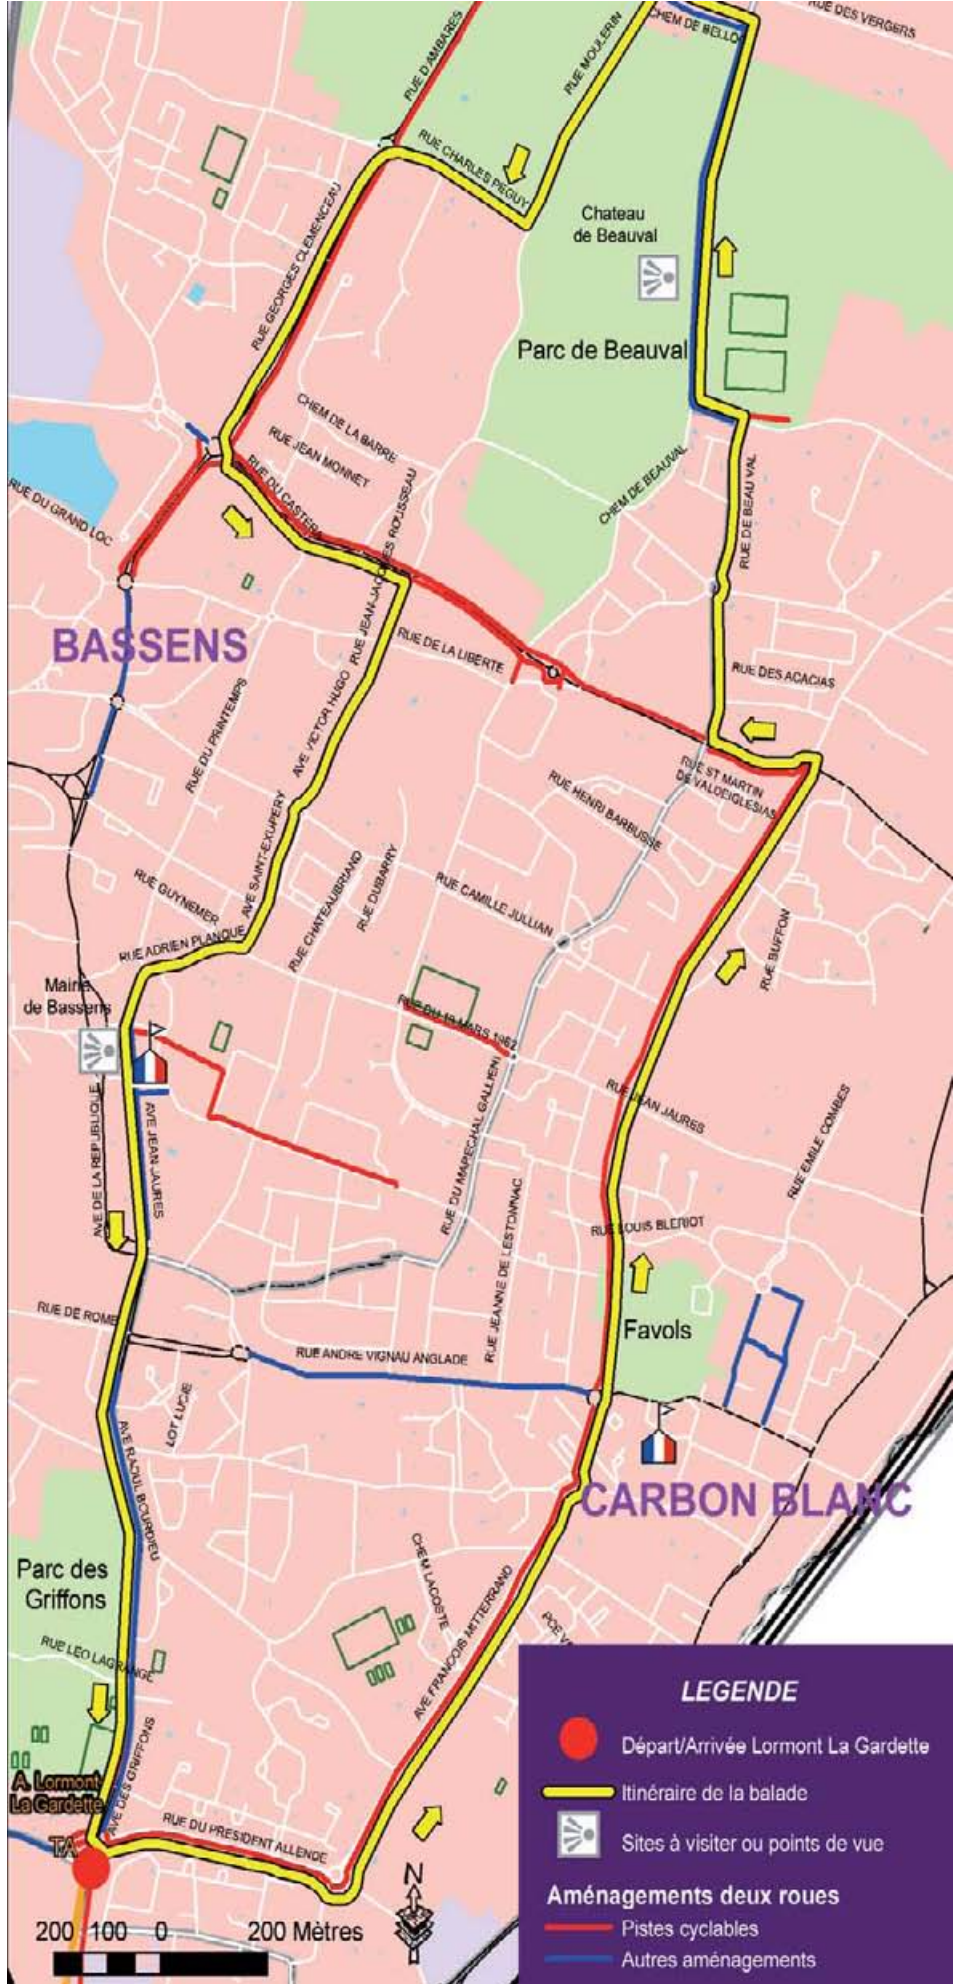 RUE D'AMBARES
RUE MOULERIN
CHEM DE BELLO
RUE DES VERGERS
RUE CHARLES PEGUY
Chateau
de Beauval
RUE GEORGES CLEMENCEAU
Parc de Beauval
CHEM DE LA BARRE
RUE JEAN MONNET
RUE DU CASTERA
RUE JEAN-JACQUES ROUSSEAU
CHEM DE BEAUVAL
RUE DE BEAU VAL
RUE DU GRAND LOC
BASSENS
RUE DE LA LIBERTE
RUE DES ACACIAS
RUE DU PRINTEMPS
AVE VICTOR HUGO
RUE ST MARTIN
DE VALDEIGLESIAS
RUE HENRI BARBUSSE
AVE SAINT-EXUPERY
RUE GUYNEMER
RUE CHATEAUBRIAND
RUE DUBARRY
RUE CAMILLE JULLIAN
RUE BUFFON
RUE ADRIEN PLANQUE
Mairie
de Bassens
RUE DU 19 MARS 1962
AVE DE LA REPUBLIQUE
AVE JEAN JAURES
RUE DU MARECHAL GALLIENI
RUE JEAN JAURES
RUE EMILE COMBES
RUE JEANNE DE LESTONNAC
RUE LOUIS BLERIOT
RUE DE ROME
RUE ANDRE VIGNAU ANGLADE
Favols
LOT LUCIE
AVE RAOUL BOURDIEU
CARBON BLANC
Parc des
Griffons
CHEM LACOSTE
AVE FRANCOIS MITTERRAND
RUE LEO LAGRANGE
AVE DES GRIFFONS
A. Lormont
La Gardette
TA
RUE DU PRESIDENT ALLENDE
N
200 100 0 200 Mètres
LEGENDE
Départ/Arrivée Lormont La Gardette
Itinéraire de la balade
Sites à visiter ou points de vue
Aménagements deux roues
Pistes cyclables
Autres aménagements